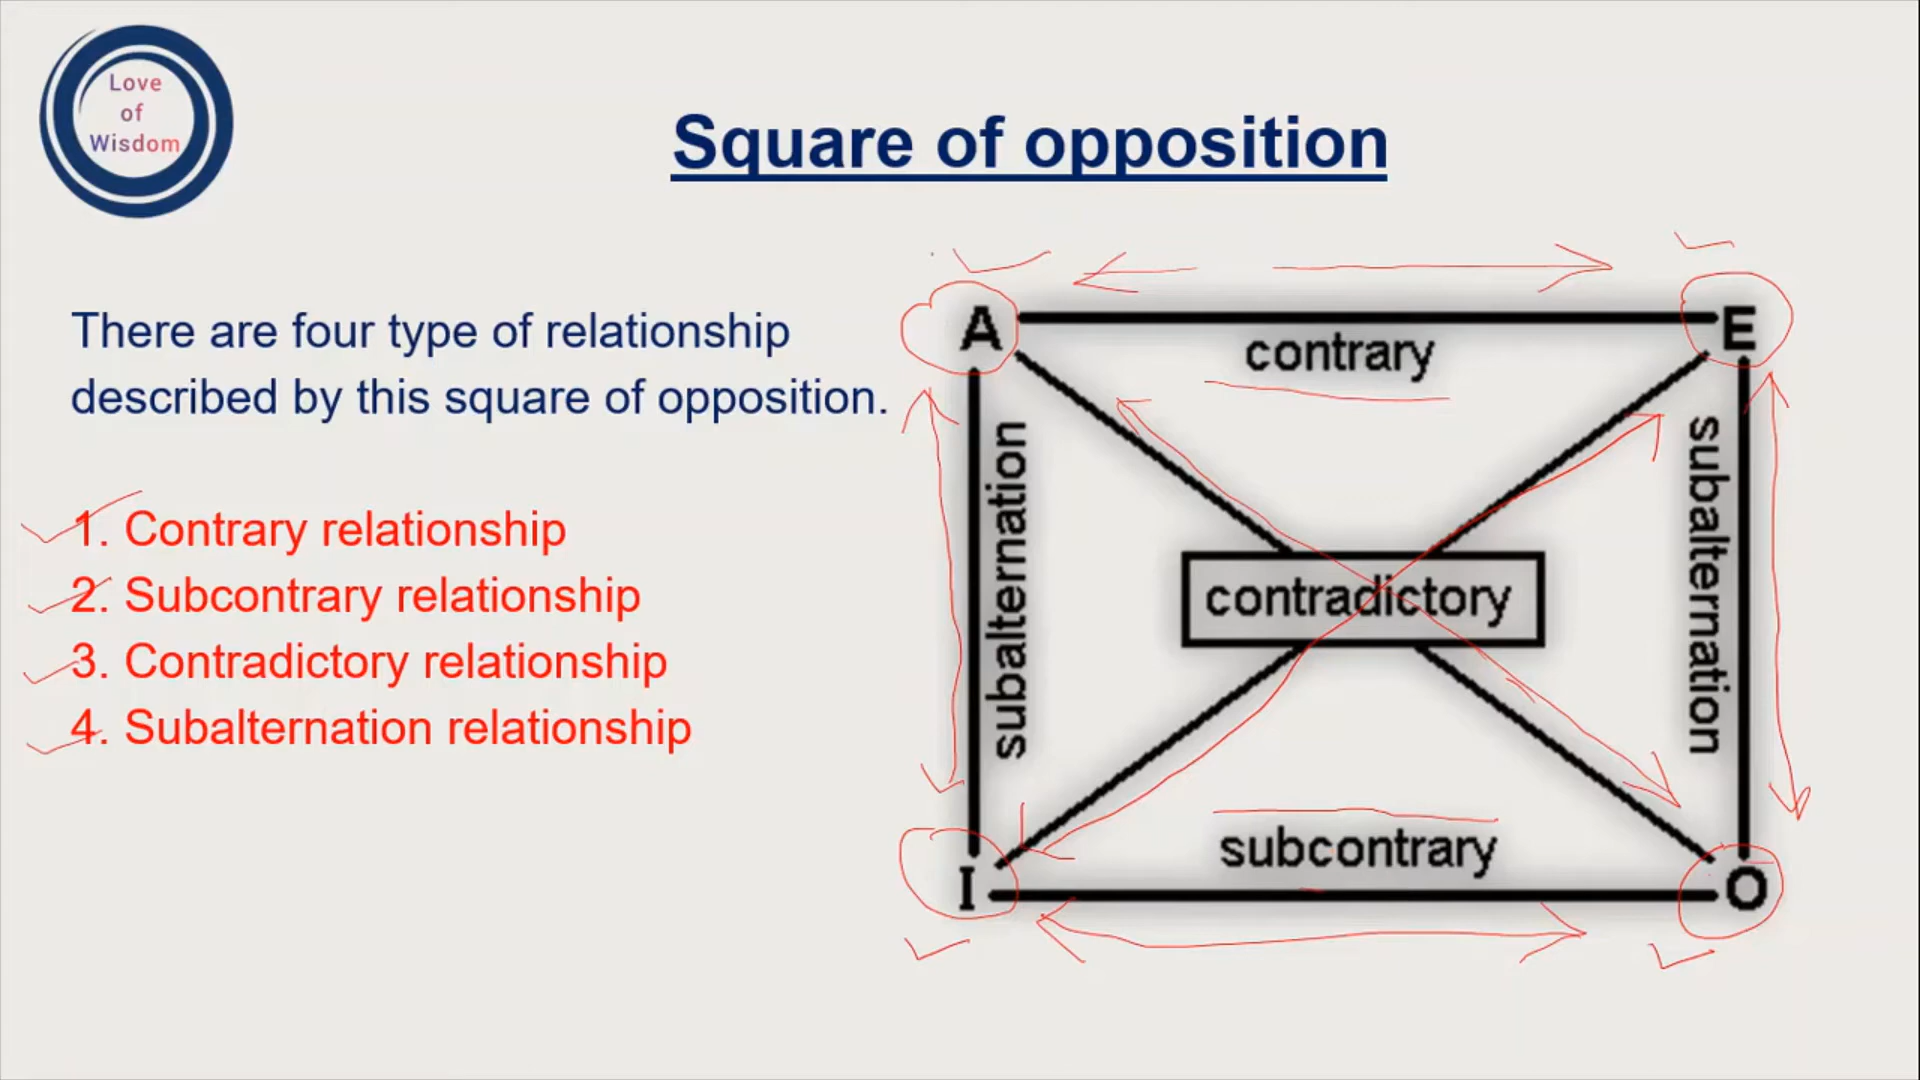 Love
of
Wisdom
Square of opposition
There are four type of relationship
described by this square of opposition.
1. Contrary relationship
2. Subcontrary relationship
3. Contradictory relationship
4. Subalternation relationship
A
E
contrary
subalternation
subalternation
contradictory
subcontrary
I
O